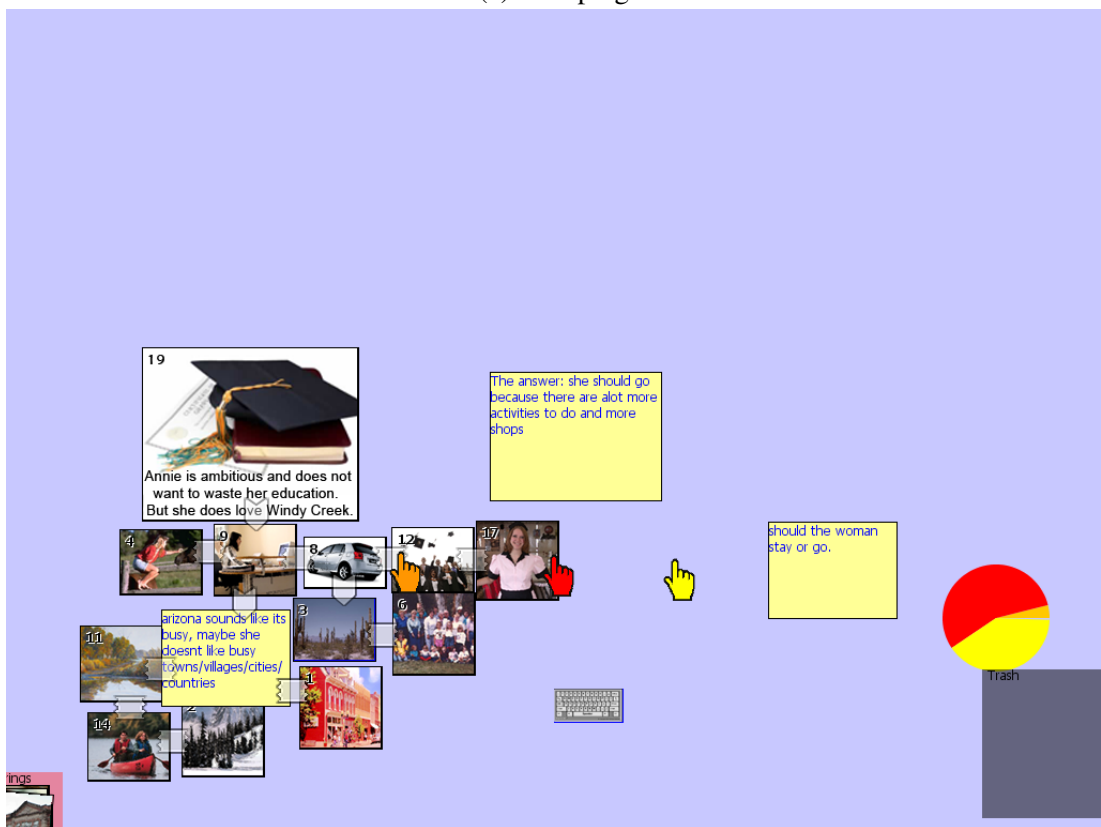 19
Annie is ambitious and does not
want to waste her education.
But she does love Windy Creek.
The answer: she should go
because there are alot more
activities to do and more
shops
should the woman
stay or go.
4
9
8
12
17
3
6
arizona sounds like its
busy, maybe she
doesnt like busy
towns/villages/cities/
countries
11
1
14
2
Trash
rings